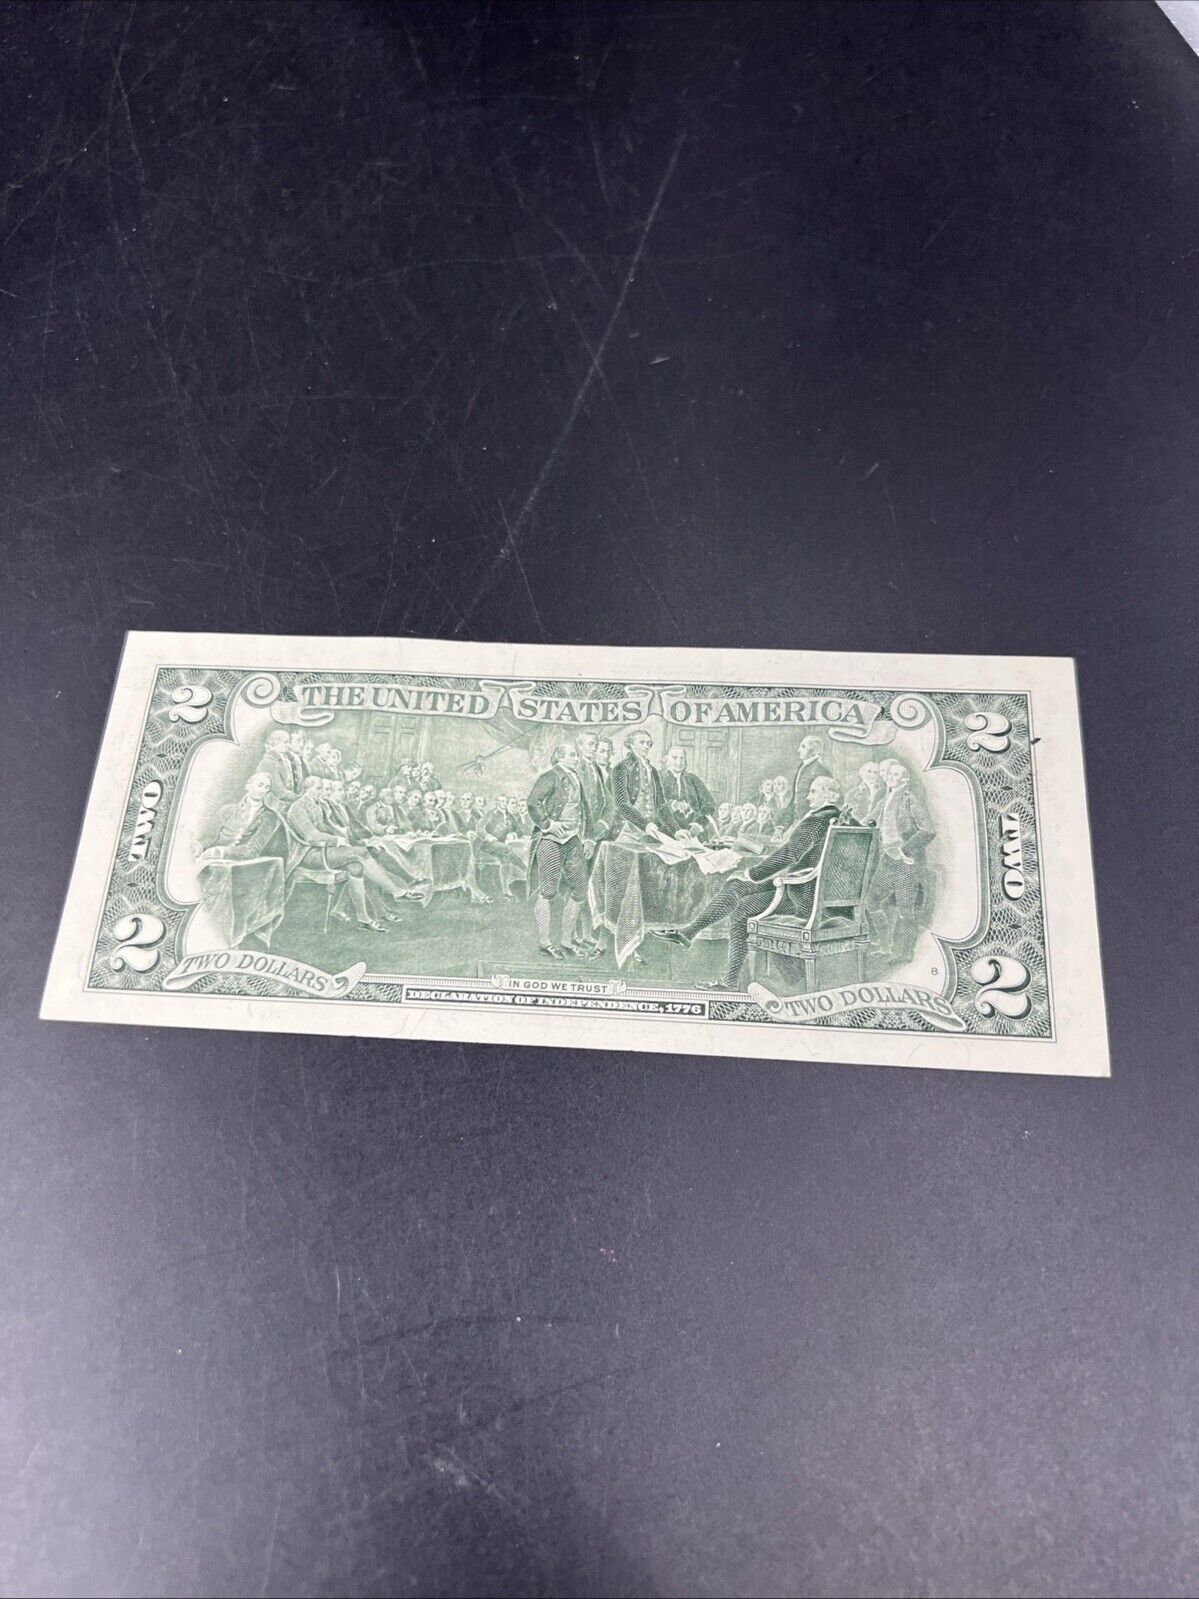 2 THE UNITED STATES OF AMERICA 2
TWO TWO
8
2 TWO DOLLARS IN GOD WE TRUST TWO DOLLARS 2
DECLARATION OF INDEPENDENCE, 1776